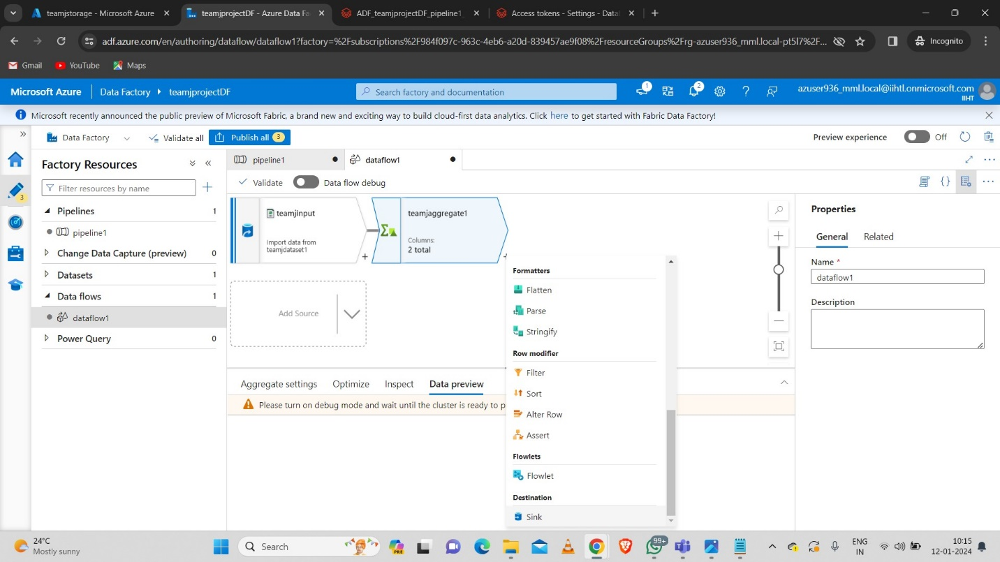 teamjstorage - Microsoft Azure
teamjprojectDF - Azure Data Fa
ADF_teamjprojectDF_pipeline1_
Access tokens - Settings - Data
adf.azure.com/en/authoring/dataflow/dataflow1?factory=%2Fsubscriptions%2F984f097c-963c-4eb6-a20d-839457ae9f08%2FresourceGroups%2Frg-azuser936_mml.local-pt5l7%2F...
Incognito
Gmail
YouTube
Maps
Microsoft Azure
Data Factory
teamjprojectDF
Search factory and documentation
1
2
azuser936_mml.local@iihtl.onmicrosoft.com
IIHT
Microsoft recently announced the public preview of Microsoft Fabric, a brand new and exciting way to build cloud-first data analytics. Click here to get started with Fabric Data Factory!
Data Factory
Validate all
Publish all 3
Preview experience
Off
Factory Resources
Filter resources by name
3
Pipelines 1
pipeline1
Change Data Capture (preview) 0
Datasets 1
Data flows 1
dataflow1
Power Query 0
pipeline1
dataflow1
Validate
Data flow debug
teamjinput
Import data from
teamjdataset1
teamjaggregate1
Columns:
2 total
Add Source
Formatters
Flatten
Parse
Stringify
Row modifier
Filter
Sort
Alter Row
Assert
Flowlets
Flowlet
Destination
Sink
Aggregate settings
Optimize
Inspect
Data preview
Please turn on debug mode and wait until the cluster is ready to p
Properties
General
Related
Name *
dataflow1
Description
24°C
Mostly sunny
Search
PRE
99+
ENG
IN
10:15
12-01-2024